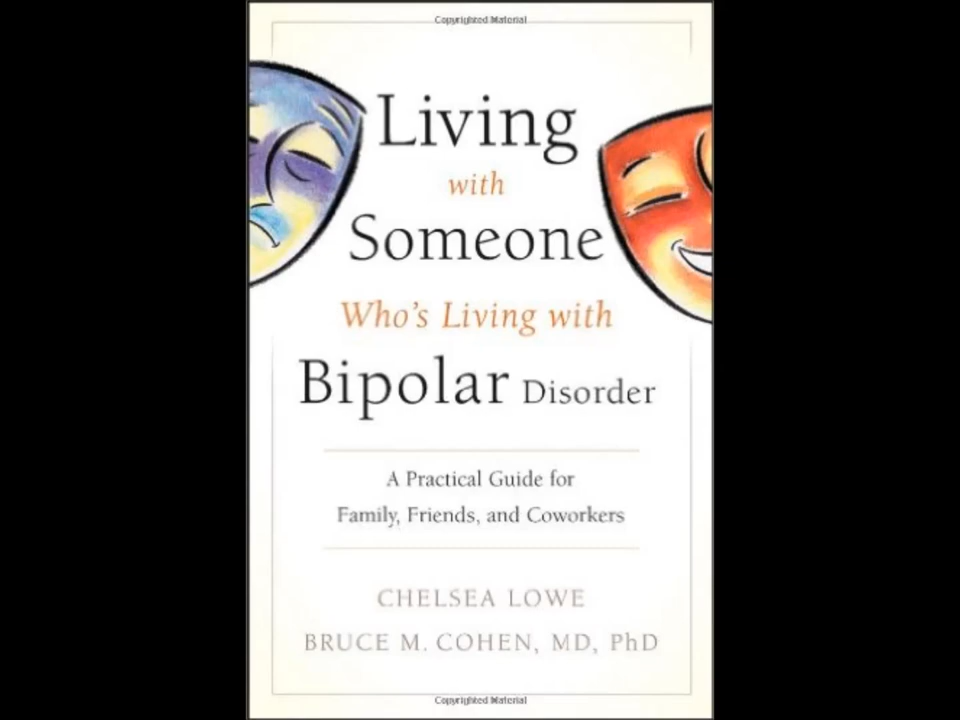 Copyrighted Material
Living
with
Someone
Who's Living with
Bipolar Disorder
A Practical Guide for
Family, Friends, and Coworkers
CHELSEA LOWE
BRUCE M. COHEN, MD, PhD
Copyrighted Material